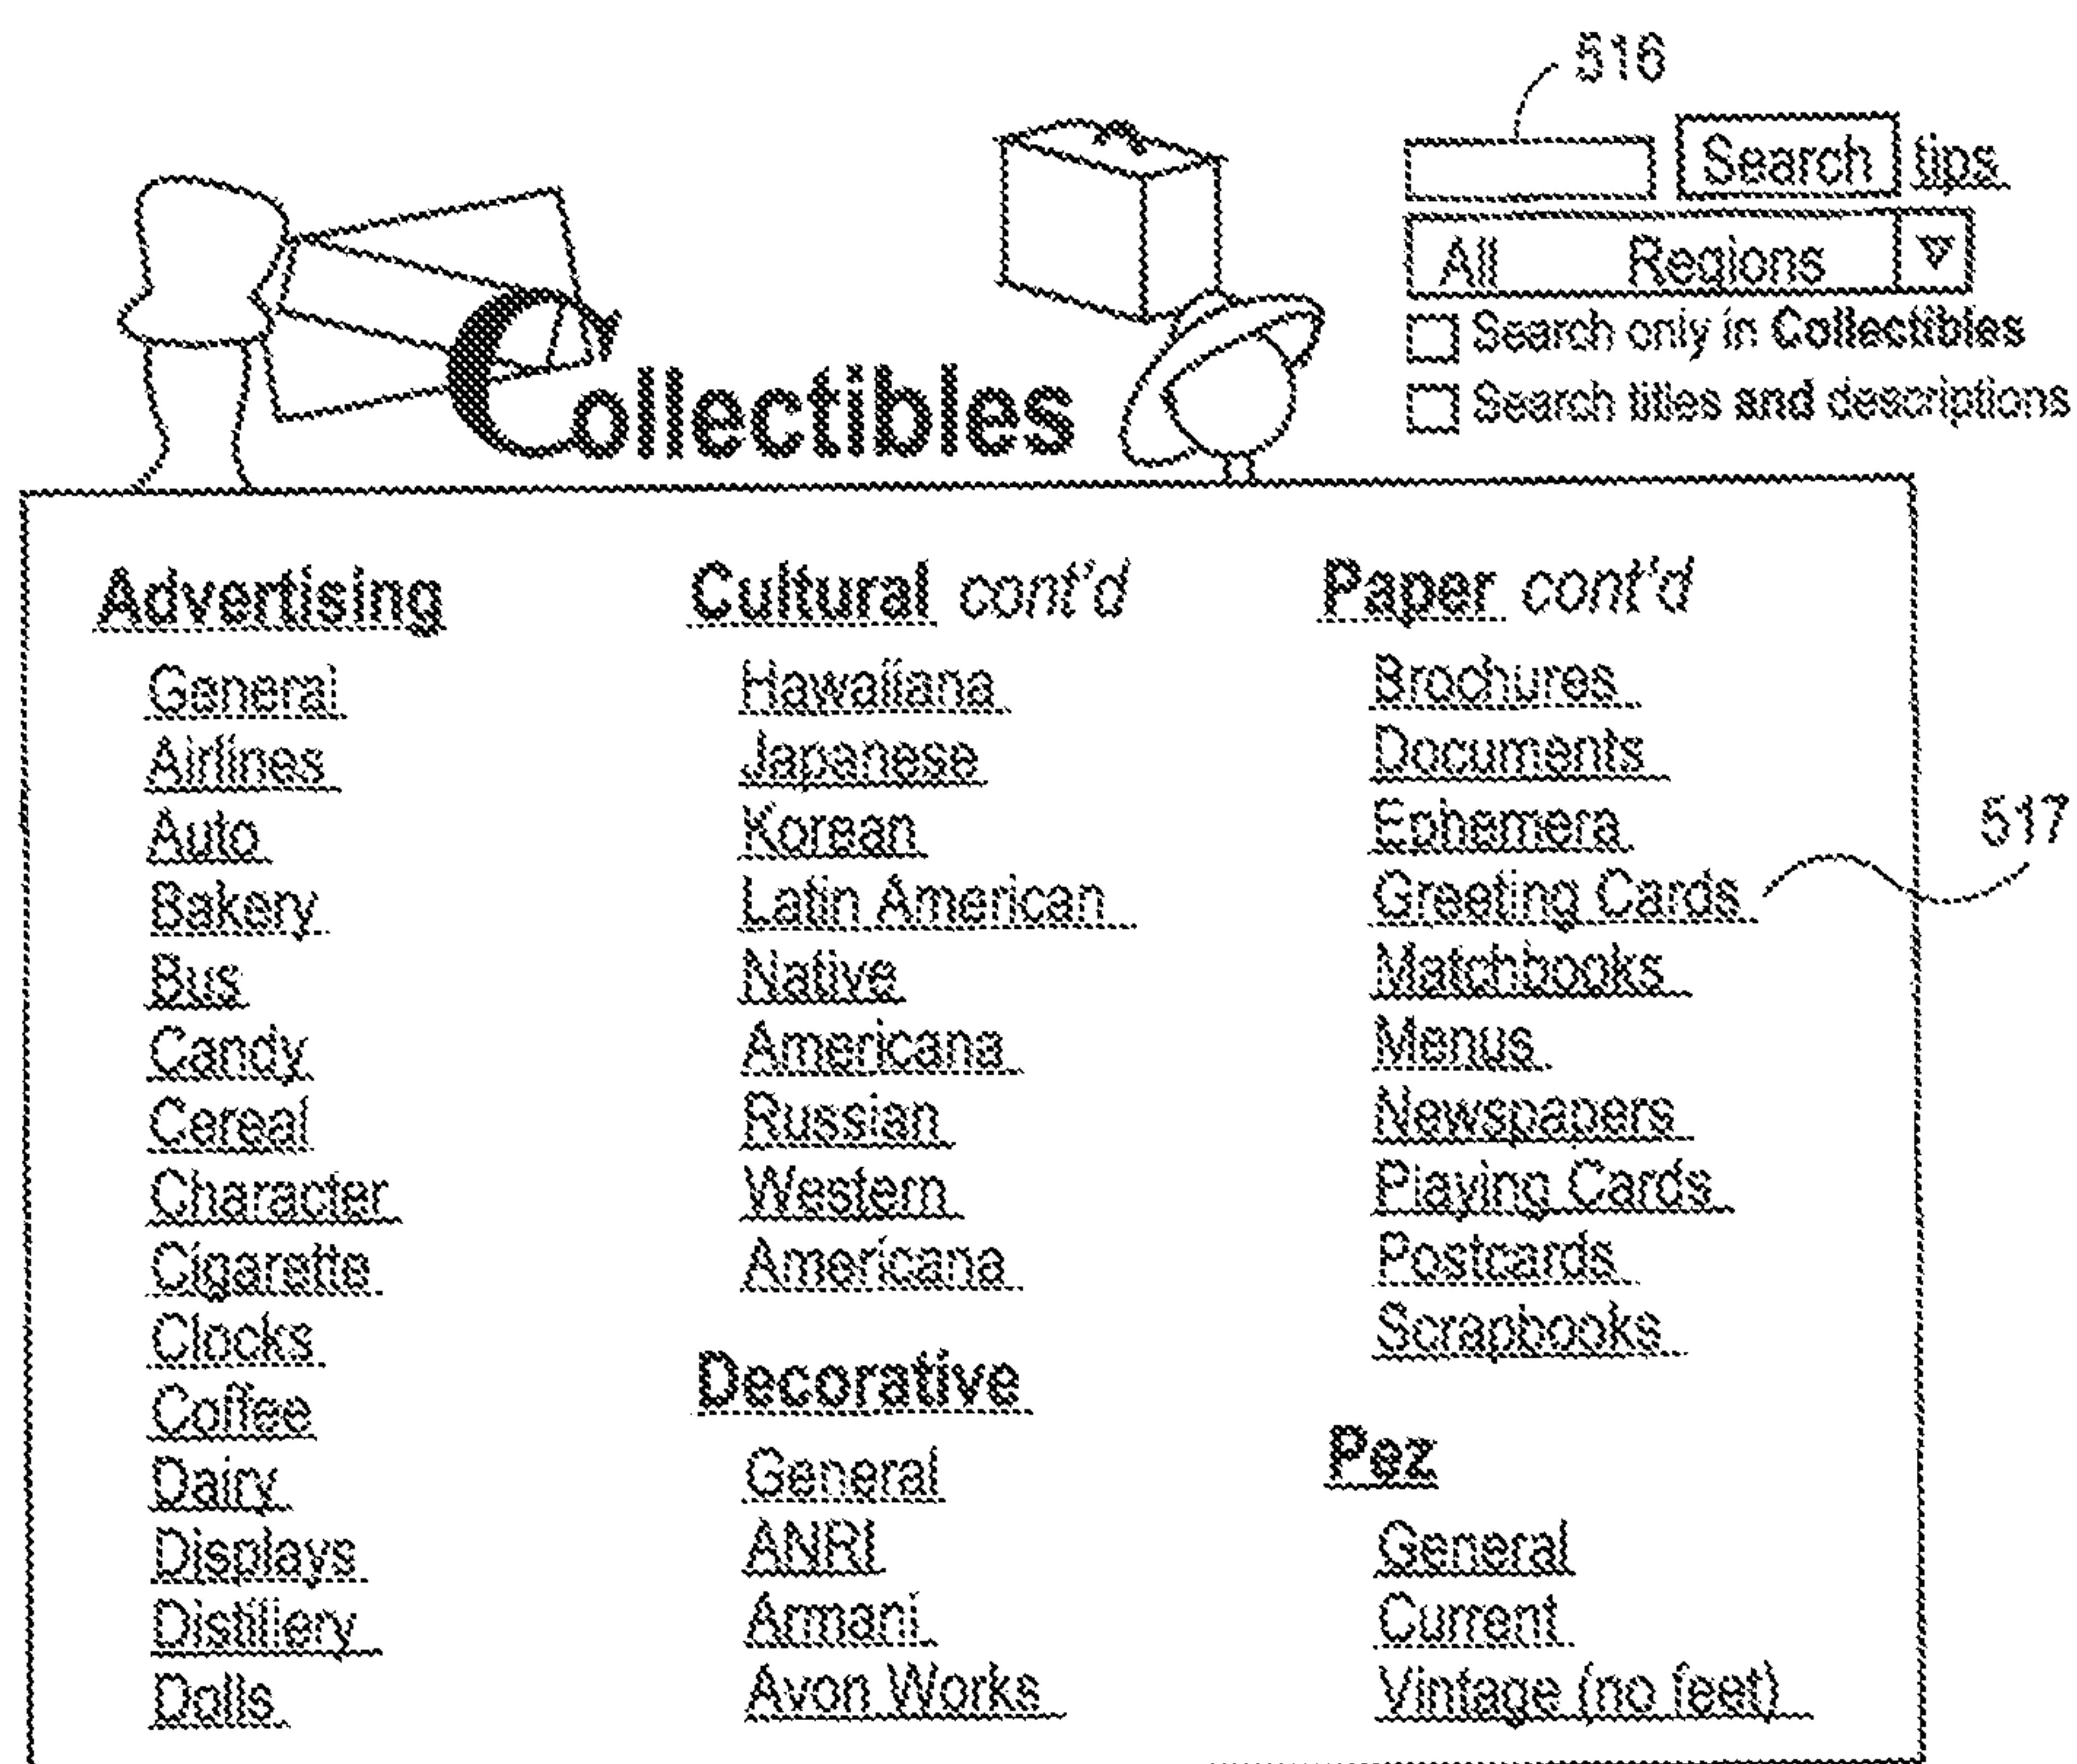 516
Search tips
All Regions
Search only in Collectibles
Search titles and descriptions
Collectibles
Advertising
General
Airlines
Auto
Bakery
Bus
Candy
Cereal
Character
Cigarette
Clocks
Coffee
Dairy
Displays
Distillery
Dolls
Cultural cont'd
Hawaiiana
Japanese
Korean
Latin American
Native
Americana
Russian
Western
Americana
Decorative
General
ANRI
Armani
Avon Works
Paper cont'd
Brochures
Documents
Ephemera
Greeting Cards
Matchbooks
Menus
Newspapers
Playing Cards
Postcards
Scrapbooks
Pez
General
Current
Vintage (no feet)
517